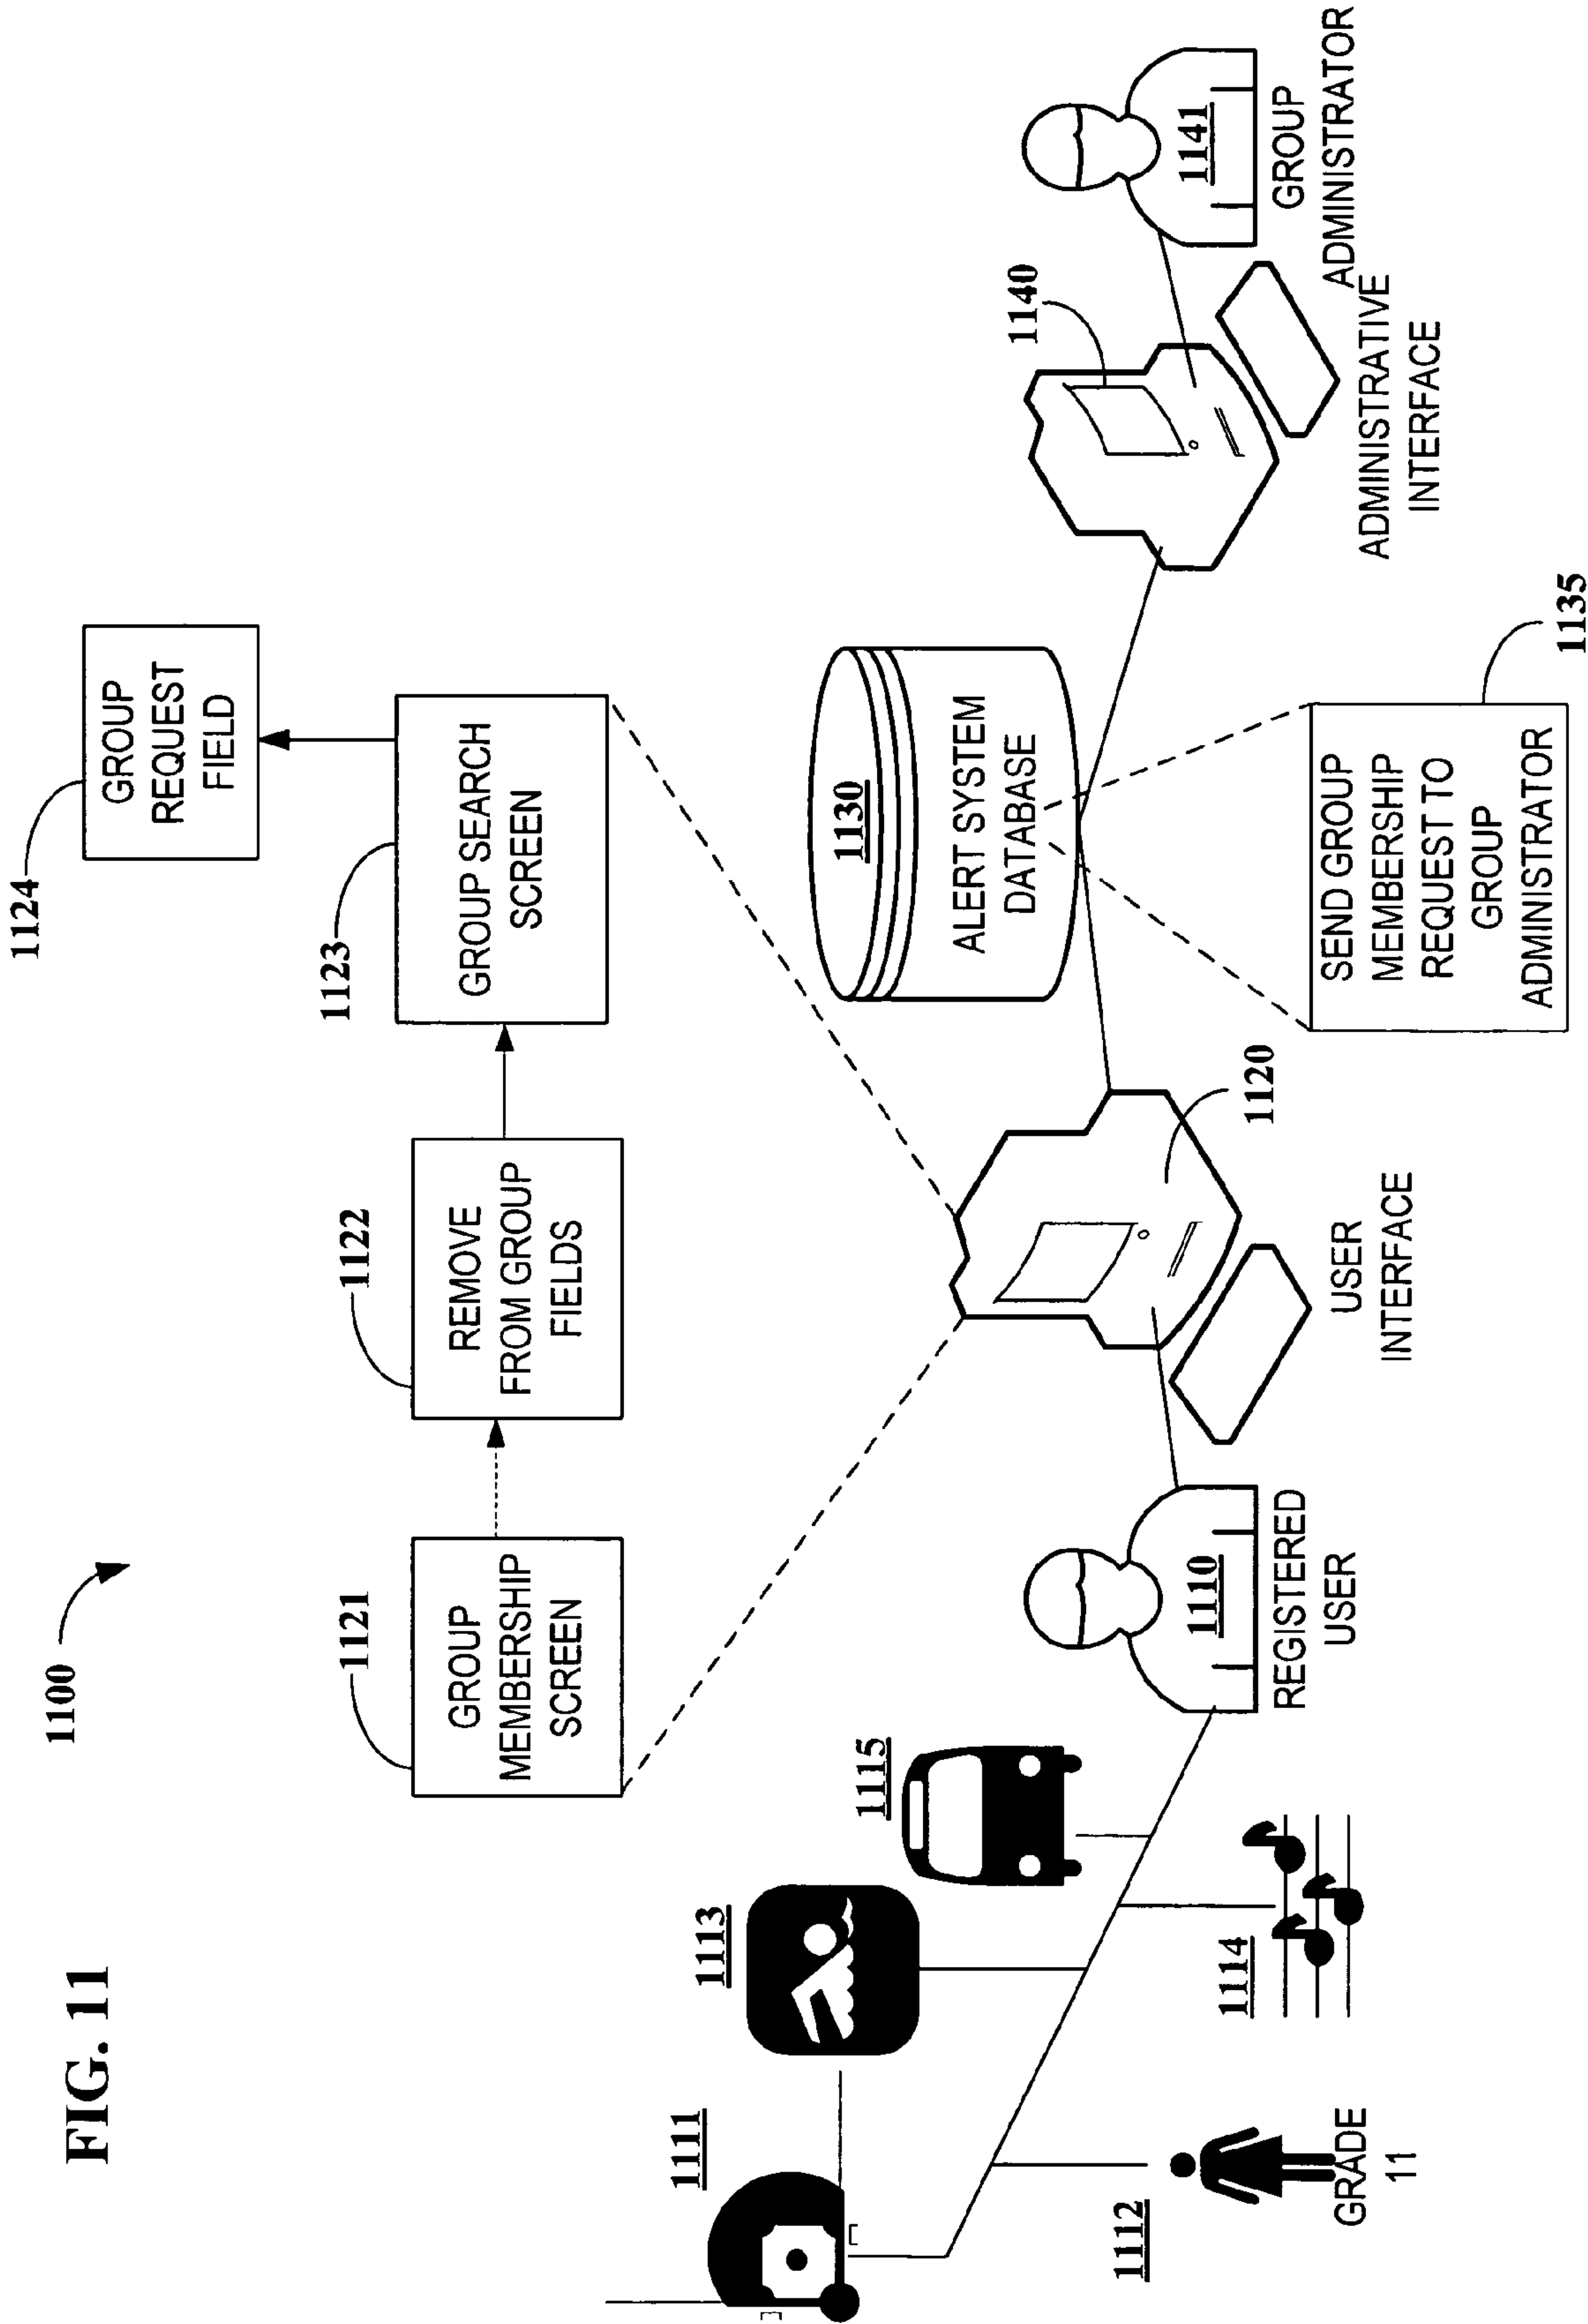 FIG. 11
1100
1121
GROUP
MEMBERSHIP
SCREEN
1122
REMOVE
FROM GROUP
FIELDS
1123
GROUP SEARCH
SCREEN
1124
GROUP
REQUEST
FIELD
1111
1113
1115
1112
GRADE
11
1114
1110
REGISTERED
USER
1120
USER
INTERFACE
1130
ALERT SYSTEM
DATABASE
1135
SEND GROUP
MEMBERSHIP
REQUEST TO
GROUP
ADMINISTRATOR
1140
ADMINISTRATIVE
INTERFACE
1141
GROUP
ADMINISTRATOR